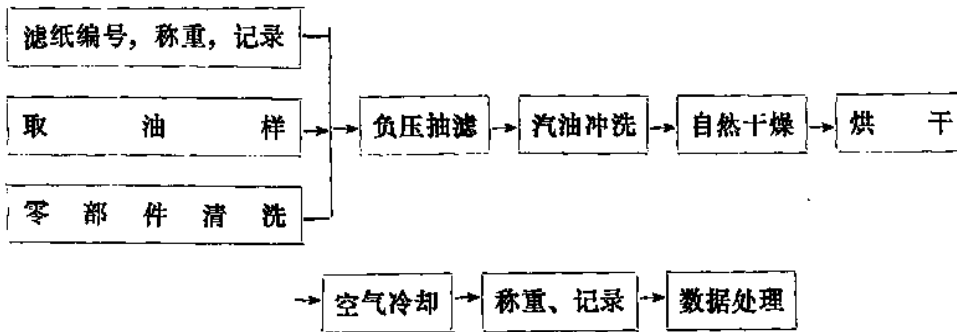 滤纸编号，称重，记录
取油样
负压抽滤
汽油冲洗
自然干燥
烘干
零部件清洗
空气冷却
称重、记录
数据处理